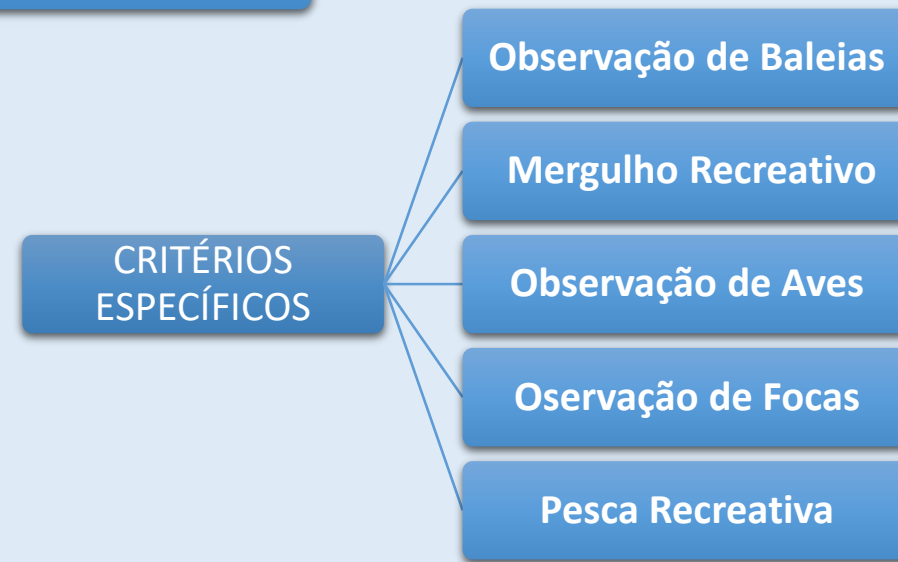 CRITÉRIOS
ESPECÍFICOS
Observação de Baleias
Mergulho Recreativo
Observação de Aves
Oservação de Focas
Pesca Recreativa